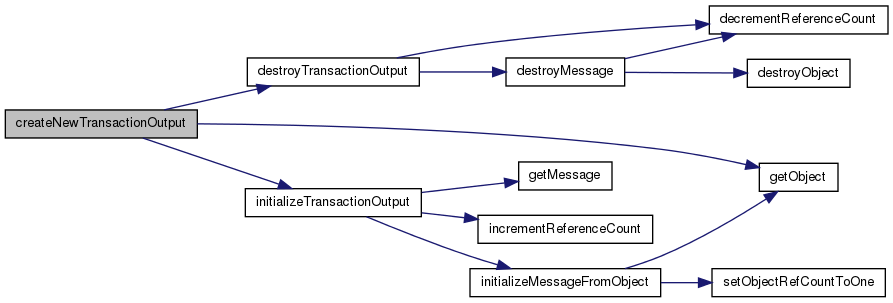 decrementReferenceCount
destroyTransactionOutput
destroyMessage
destroyObject
createNewTransactionOutput
getMessage
getObject
initializeTransactionOutput
incrementReferenceCount
initializeMessageFromObject
setObjectRefCountToOne